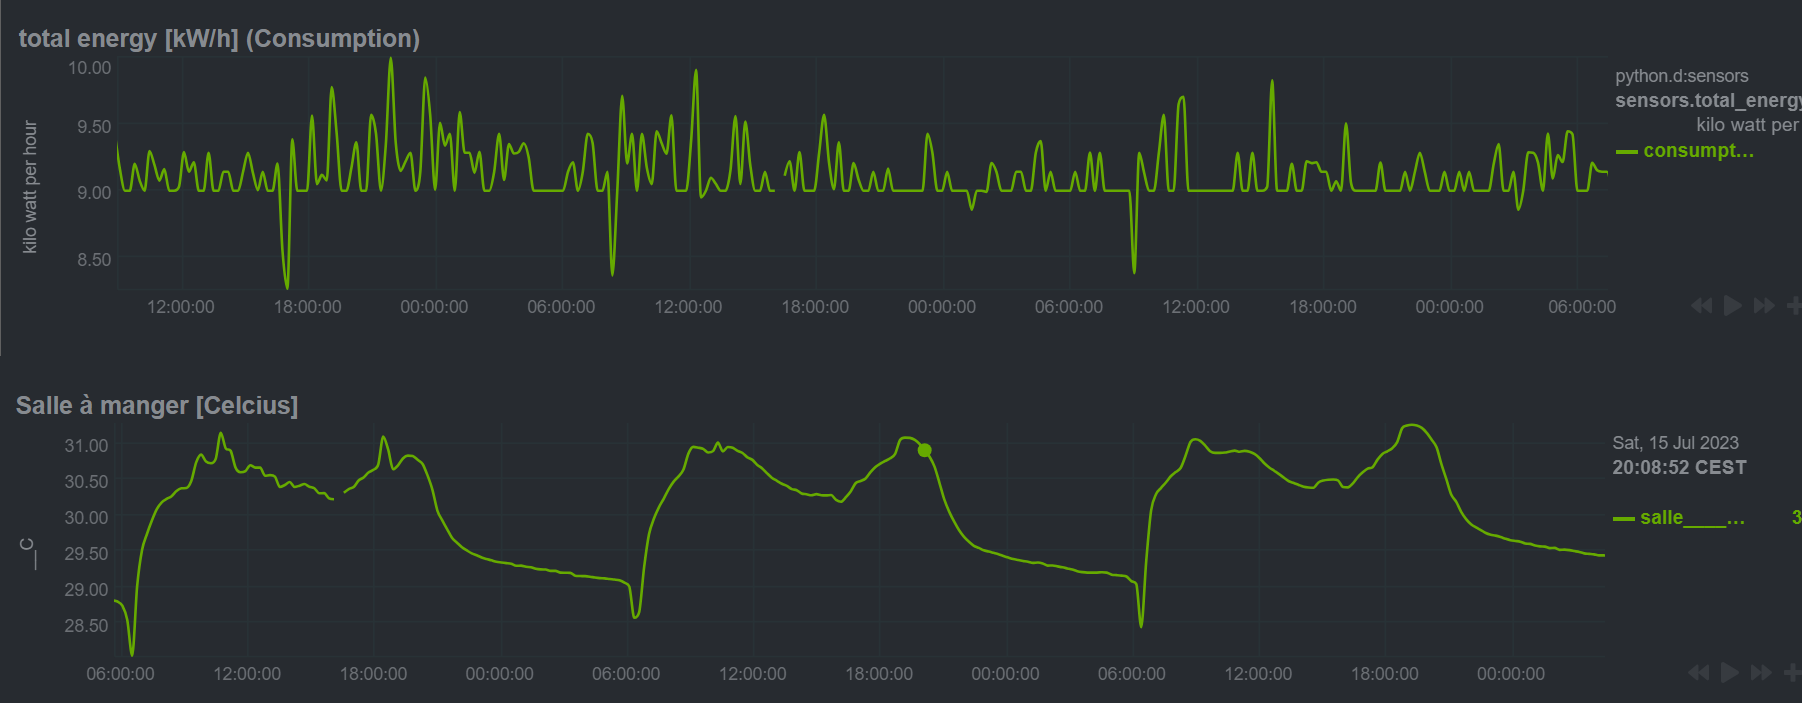 total energy [kW/h] (Consumption)
kilo watt per hour
10.00
9.50
9.00
8.50
12:00:00 18:00:00 00:00:00 06:00:00 12:00:00 18:00:00 00:00:00 06:00:00 12:00:00 18:00:00 00:00:00 06:00:00
python.d:sensors
sensors.total_energy
kilo watt per
consumpt…
Salle à manger [Celcius]
__C
31.00
30.50
30.00
29.50
29.00
28.50
06:00:00 12:00:00 18:00:00 00:00:00 06:00:00 12:00:00 18:00:00 00:00:00 06:00:00 12:00:00 18:00:00 00:00:00
Sat, 15 Jul 2023
20:08:52 CEST
salle____… 3